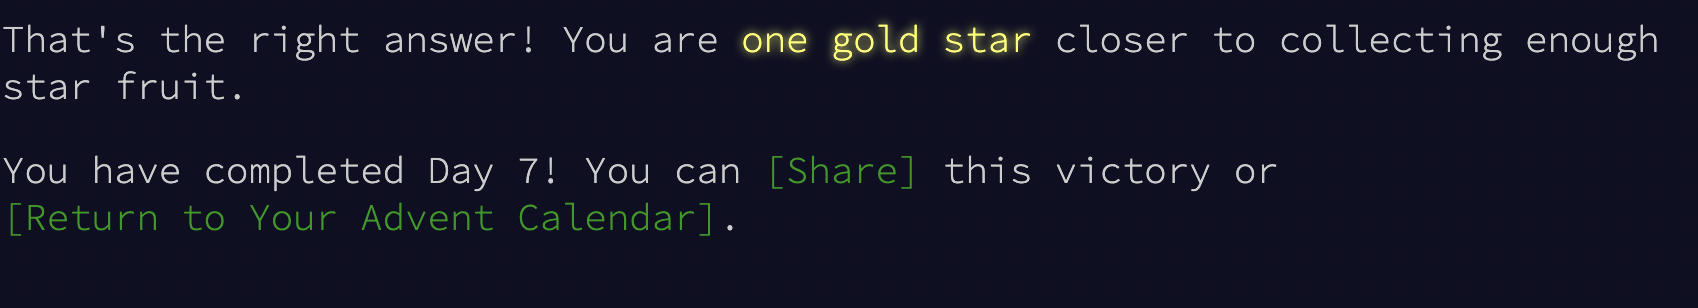 That's the right answer! You are one gold star closer to collecting enough
star fruit.
You have completed Day 7! You can [Share] this victory or
[Return to Your Advent Calendar].